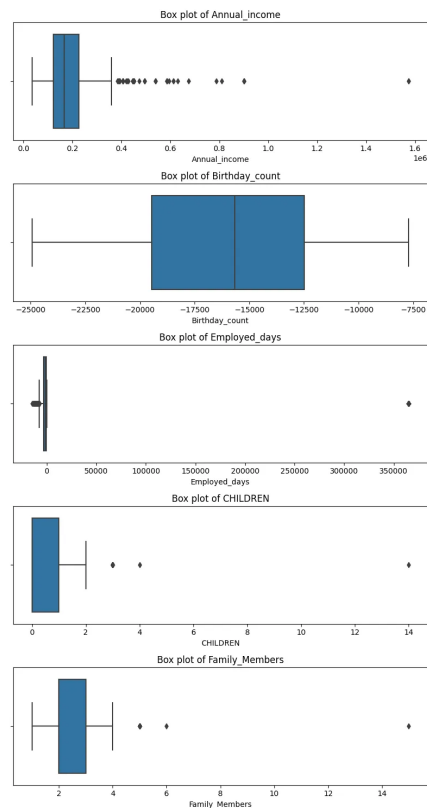 Box plot of Annual_income
0.0 0.2 0.4 0.6 0.8 1.0 1.2 1.4 1.6
Annual_income 1e6
Box plot of Birthday_count
−25000 −22500 −20000 −17500 −15000 −12500 −10000 −7500
Birthday_count
Box plot of Employed_days
0 50000 100000 150000 200000 250000 300000 350000
Employed_days
Box plot of CHILDREN
0 2 4 6 8 10 12 14
CHILDREN
Box plot of Family_Members
2 4 6 8 10 12 14
Family_Members